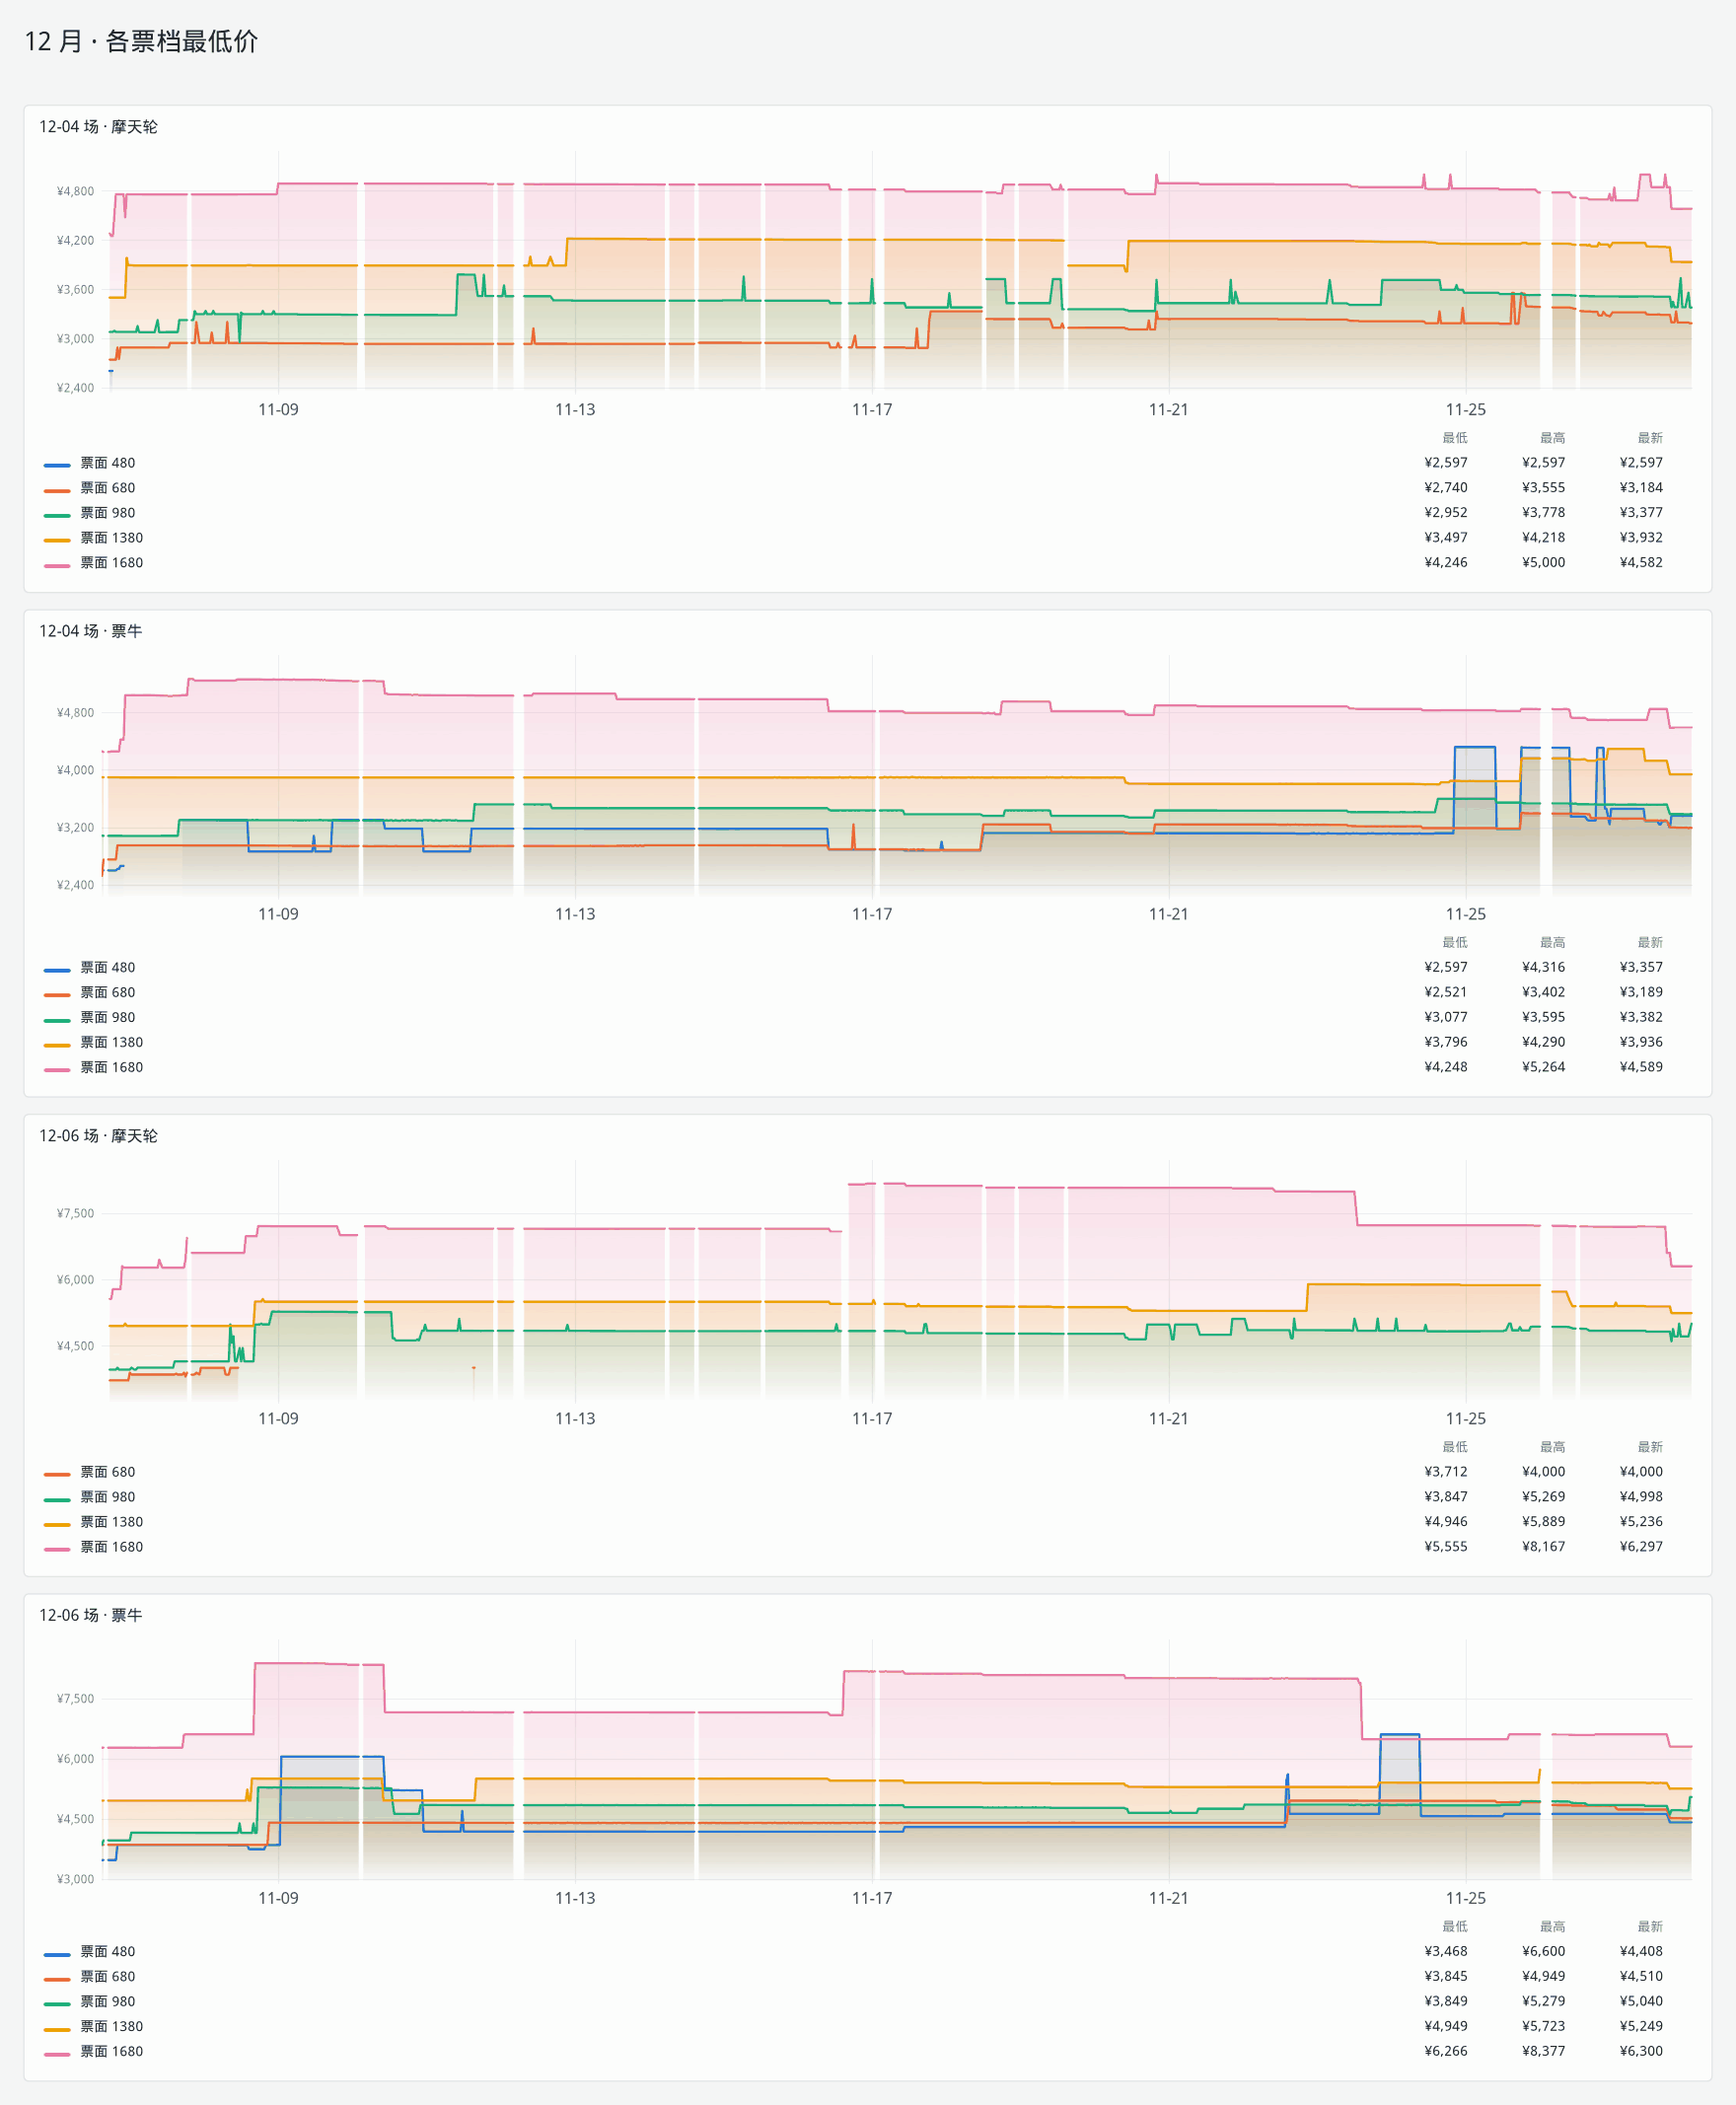 12 月 · 各票档最低价
12-04 场 · 摩天轮
¥4,800
¥4,200
¥3,600
¥3,000
¥2,400
11-09 11-13 11-17 11-21 11-25
最低 最高 最新
票面 480 ¥2,597 ¥2,597 ¥2,597
票面 680 ¥2,740 ¥3,555 ¥3,184
票面 980 ¥2,952 ¥3,778 ¥3,377
票面 1380 ¥3,497 ¥4,218 ¥3,932
票面 1680 ¥4,246 ¥5,000 ¥4,582
12-04 场 · 票牛
¥4,800
¥4,000
¥3,200
¥2,400
11-09 11-13 11-17 11-21 11-25
最低 最高 最新
票面 480 ¥2,597 ¥4,316 ¥3,357
票面 680 ¥2,521 ¥3,402 ¥3,189
票面 980 ¥3,077 ¥3,595 ¥3,382
票面 1380 ¥3,796 ¥4,290 ¥3,936
票面 1680 ¥4,248 ¥5,264 ¥4,589
12-06 场 · 摩天轮
¥7,500
¥6,000
¥4,500
11-09 11-13 11-17 11-21 11-25
最低 最高 最新
票面 680 ¥3,712 ¥4,000 ¥4,000
票面 980 ¥3,847 ¥5,269 ¥4,998
票面 1380 ¥4,946 ¥5,889 ¥5,236
票面 1680 ¥5,555 ¥8,167 ¥6,297
12-06 场 · 票牛
¥7,500
¥6,000
¥4,500
¥3,000
11-09 11-13 11-17 11-21 11-25
最低 最高 最新
票面 480 ¥3,468 ¥6,600 ¥4,408
票面 680 ¥3,845 ¥4,949 ¥4,510
票面 980 ¥3,849 ¥5,279 ¥5,040
票面 1380 ¥4,949 ¥5,723 ¥5,249
票面 1680 ¥6,266 ¥8,377 ¥6,300